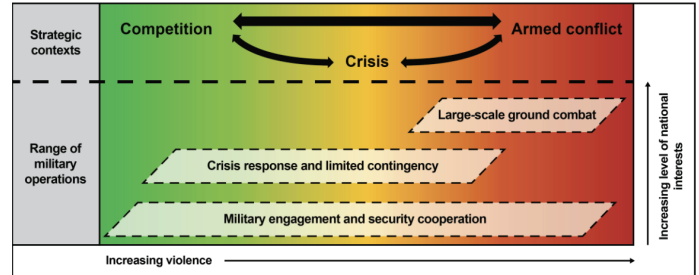 Strategic
contexts
Competition
Armed conflict
Crisis
Range of
military
operations
Large-scale ground combat
Crisis response and limited contingency
Military engagement and security cooperation
Increasing level of national
interests
Increasing violence